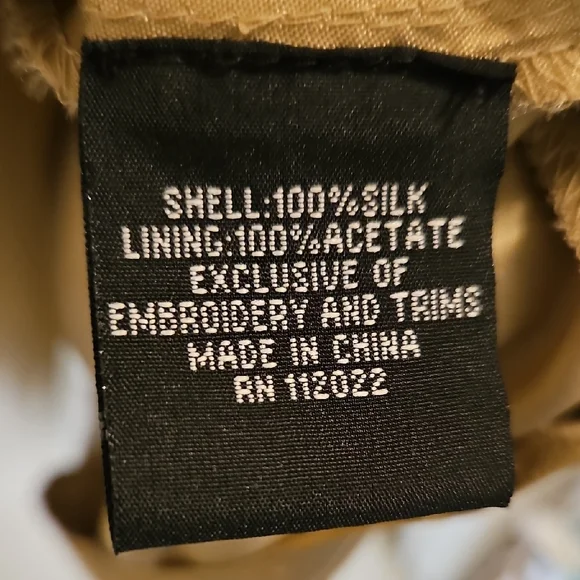 SHELL:100%SILK
LINING:100%ACETATE
EXCLUSIVE OF
EMBROIDERY AND TRIMS
MADE IN CHINA
RN 112022